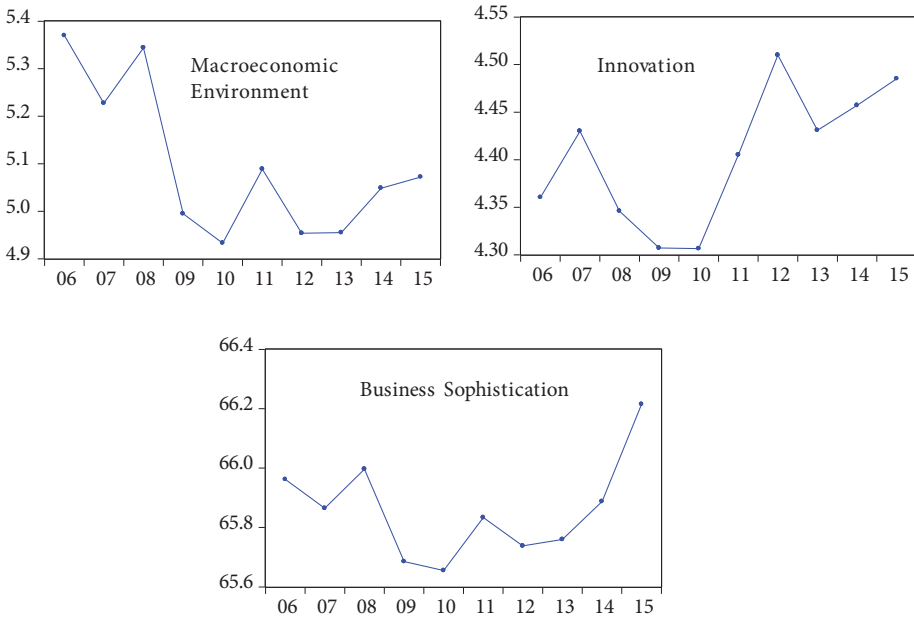 5.4
5.3
5.2
5.1
5.0
4.9
Macroeconomic
Environment
06 07 08 09 10 11 12 13 14 15
4.55
4.50
4.45
4.40
4.35
4.30
Innovation
06 07 08 09 10 11 12 13 14 15
66.4
66.2
66.0
65.8
65.6
Business Sophistication
06 07 08 09 10 11 12 13 14 15